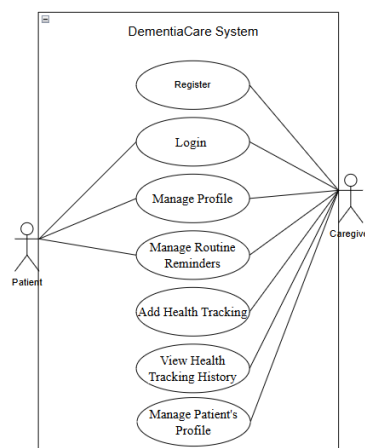 DementiaCare System
Register
Login
Manage Profile
Manage Routine
Reminders
Patient
Caregive
Add Health Tracking
View Health
Tracking History
Manage Patient's
Profile